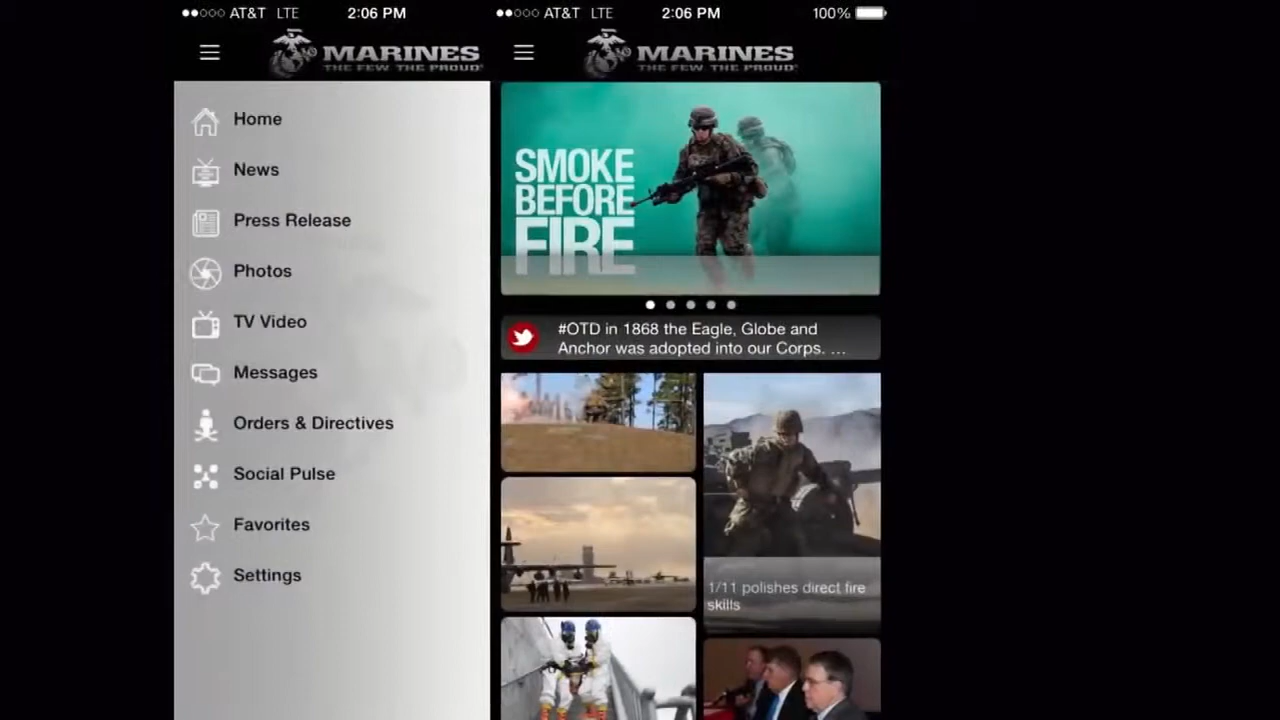 AT&T LTE 2:06 PM
MARINES
THE FEW. THE PROUD.
Home
News
Press Release
Photos
TV Video
Messages
Orders & Directives
Social Pulse
Favorites
Settings
AT&T LTE 2:06 PM 100%
MARINES
THE FEW. THE PROUD.
SMOKE
BEFORE
FIRE
#OTD in 1868 the Eagle, Globe and
Anchor was adopted into our Corps. ...
1/11 polishes direct fire
skills